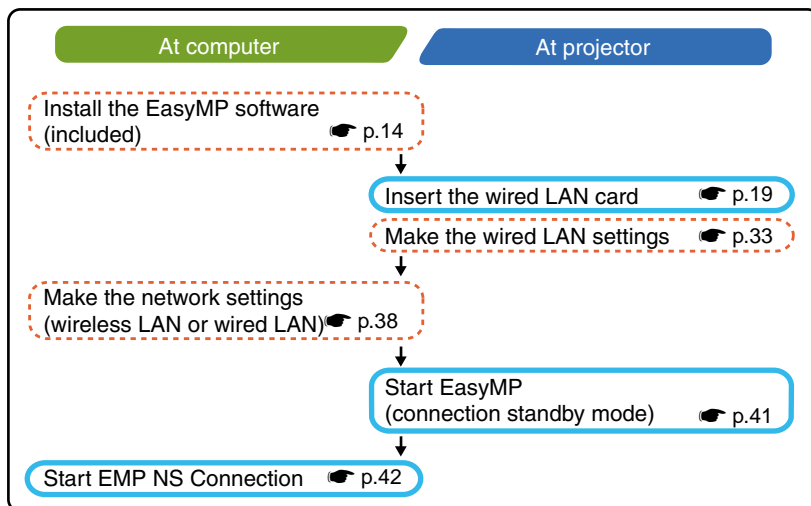 At computer
At projector
Install the EasyMP software
(included) p.14
Insert the wired LAN card p.19
Make the wired LAN settings p.33
Make the network settings
(wireless LAN or wired LAN) p.38
Start EasyMP
(connection standby mode) p.41
Start EMP NS Connection p.42